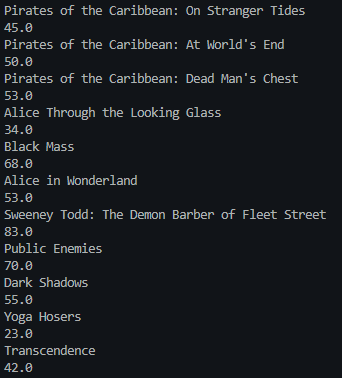 Pirates of the Caribbean: On Stranger Tides
45.0
Pirates of the Caribbean: At World's End
50.0
Pirates of the Caribbean: Dead Man's Chest
53.0
Alice Through the Looking Glass
34.0
Black Mass
68.0
Alice in Wonderland
53.0
Sweeney Todd: The Demon Barber of Fleet Street
83.0
Public Enemies
70.0
Dark Shadows
55.0
Yoga Hosers
23.0
Transcendence
42.0